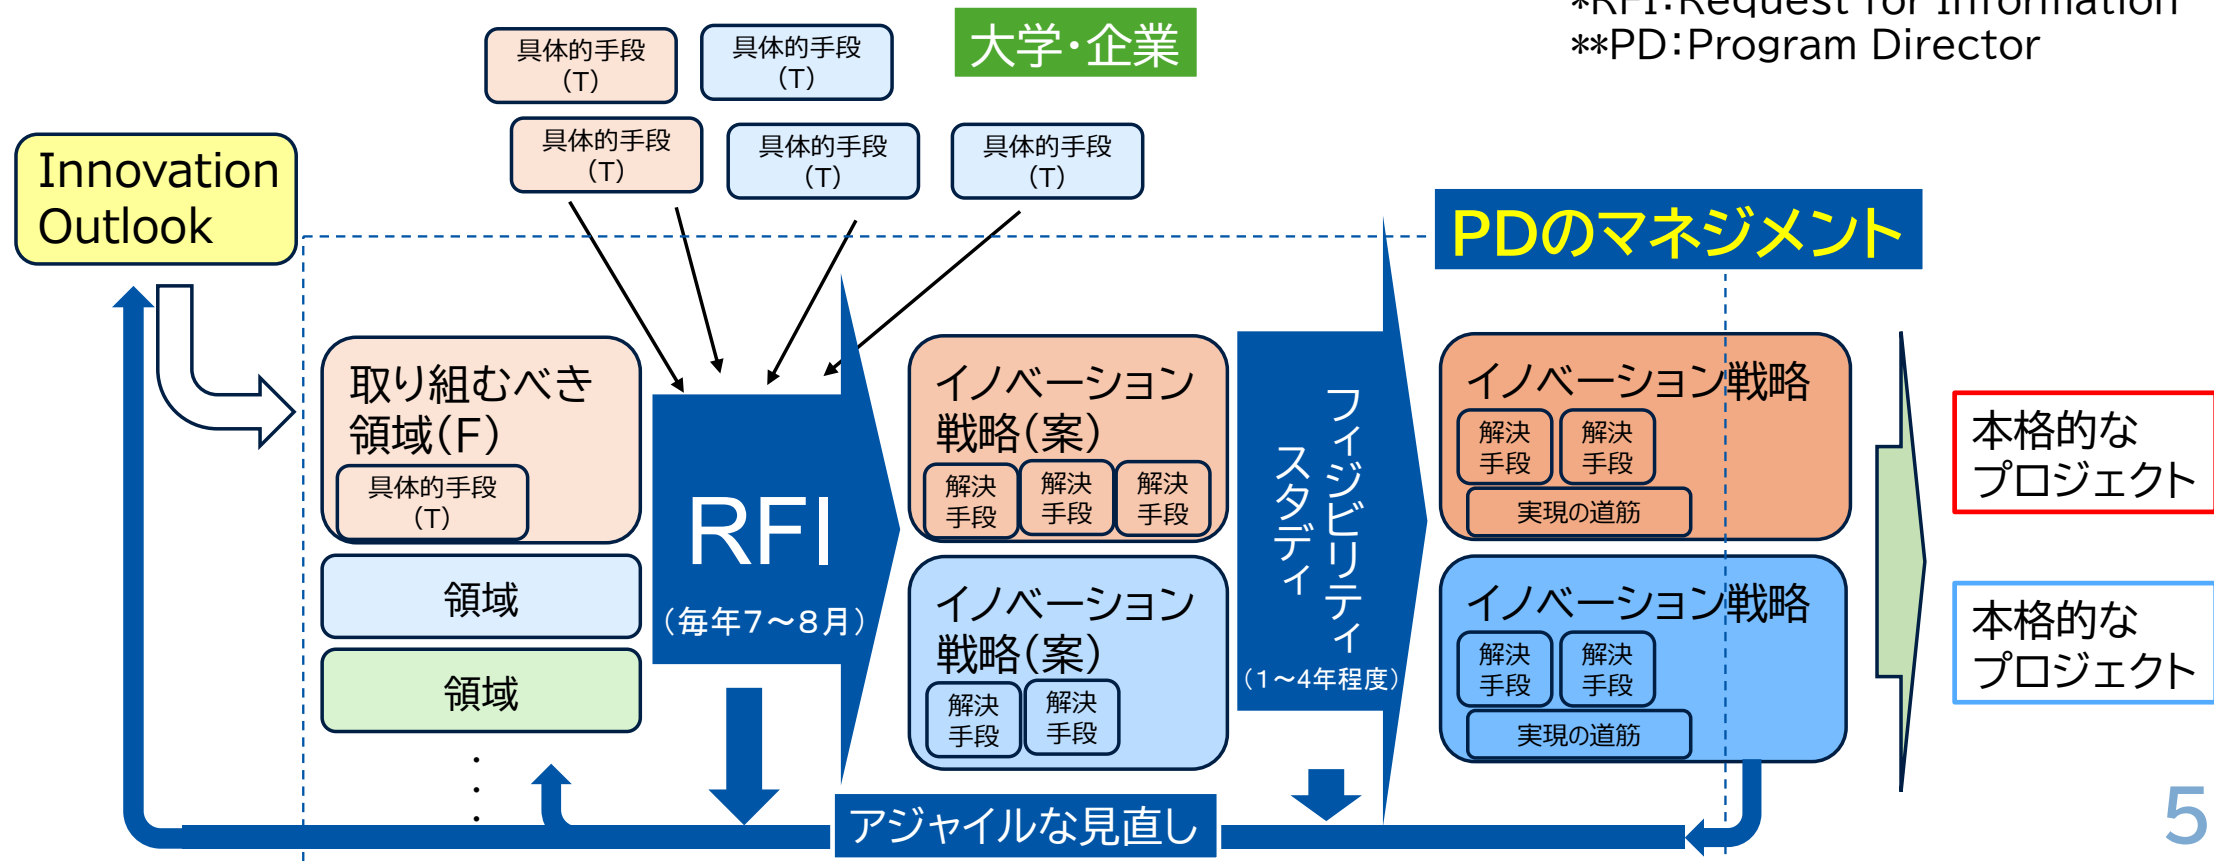 *RFI:Request for Information
**PD:Program Director
大学・企業
具体的手段
(T)
具体的手段
(T)
具体的手段
(T)
具体的手段
(T)
具体的手段
(T)
Innovation
Outlook
PDのマネジメント
取り組むべき
領域(F)
具体的手段
(T)
領域
領域
・
・
・
RFI
(毎年7〜8月)
イノベーション
戦略(案)
解決
手段
解決
手段
解決
手段
イノベーション
戦略(案)
解決
手段
解決
手段
フィジビリティ
スタディ
(1〜4年程度)
イノベーション戦略
解決
手段
解決
手段
実現の道筋
イノベーション戦略
解決
手段
解決
手段
実現の道筋
本格的な
プロジェクト
本格的な
プロジェクト
アジャイルな見直し
5